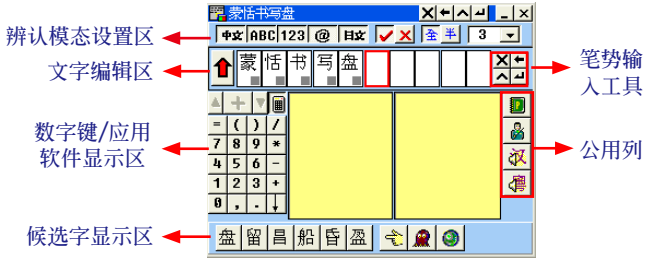 蒙恬书写盘
辨认模态设置区
中文 ABC 123 @ 日文 全 半 3
文字编辑区
蒙 恬 书 写 盘
笔势输
入工具
数字键/应用
软件显示区
= ( ) /
7 8 9 *
4 5 6 -
1 2 3 +
0 , .
汉
公用列
候选字显示区
盘 留 昌 船 昏 盈